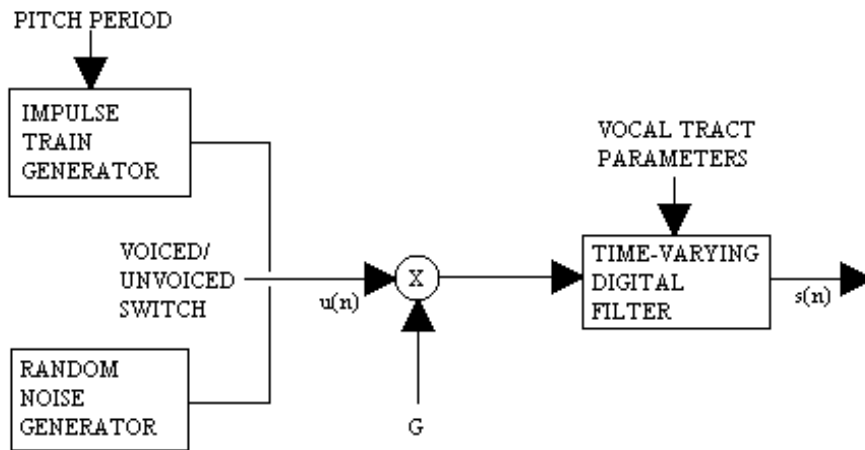 PITCH PERIOD
IMPULSE
TRAIN
GENERATOR
VOCAL TRACT
PARAMETERS
VOICED/
UNVOICED
SWITCH
u(n)
X
TIME-VARYING
DIGITAL
FILTER
s(n)
RANDOM
NOISE
GENERATOR
G